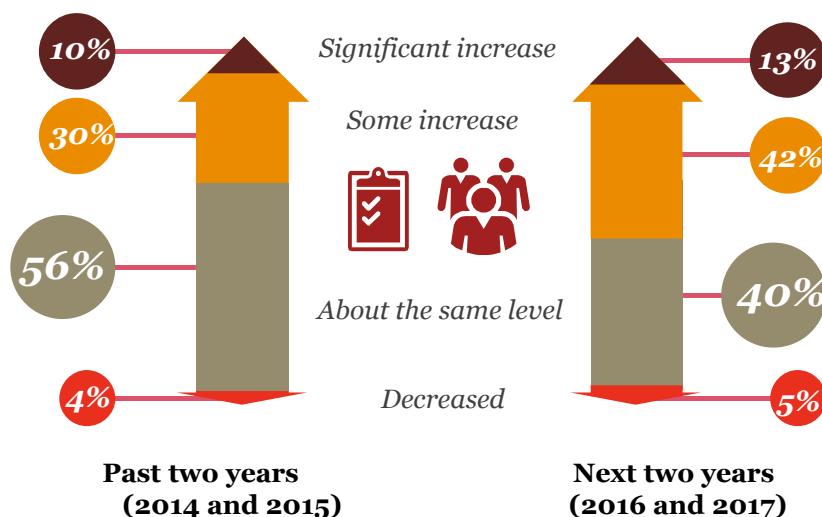 10%
Significant increase
13%
30%
Some increase
42%
56%
About the same level
40%
4%
Decreased
5%
Past two years
(2014 and 2015)
Next two years
(2016 and 2017)